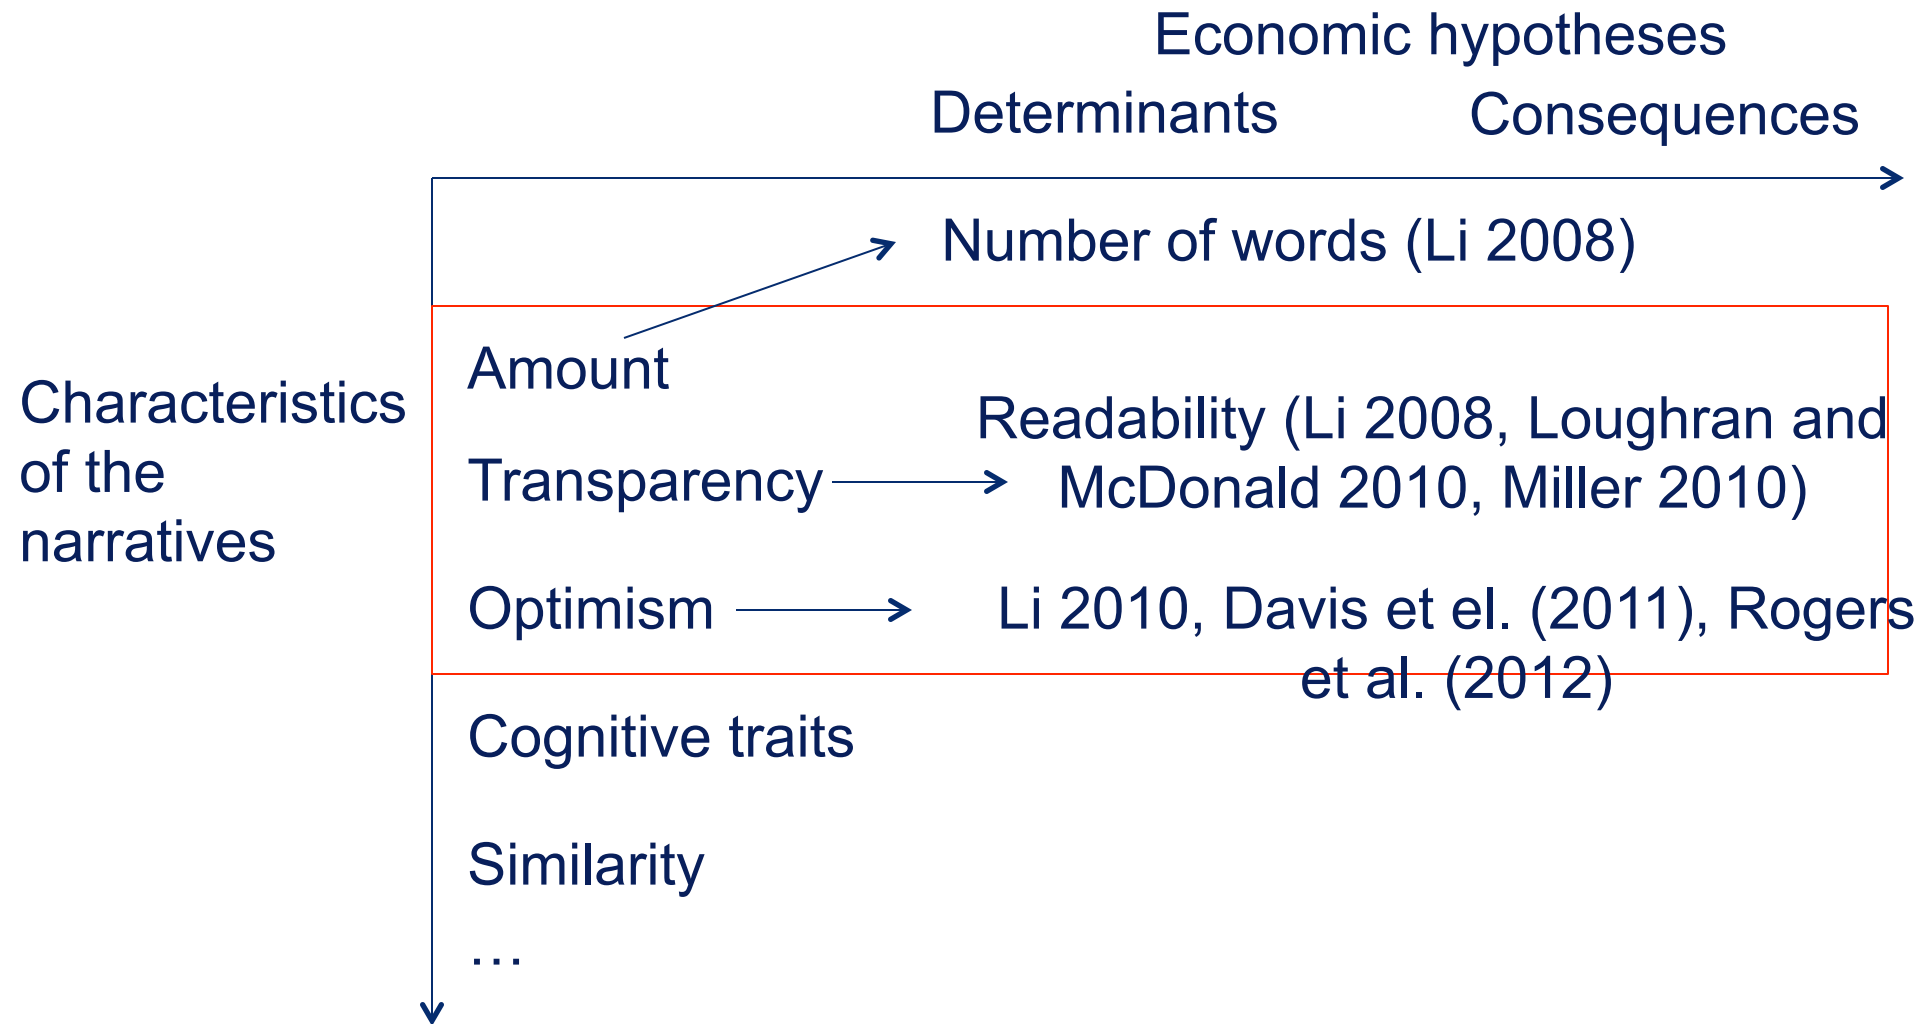 Economic hypotheses
Determinants
Consequences
Number of words (Li 2008)
Characteristics
of the
narratives
Amount
Transparency
Readability (Li 2008, Loughran and
McDonald 2010, Miller 2010)
Optimism
Li 2010, Davis et el. (2011), Rogers
et al. (2012)
Cognitive traits
Similarity
…